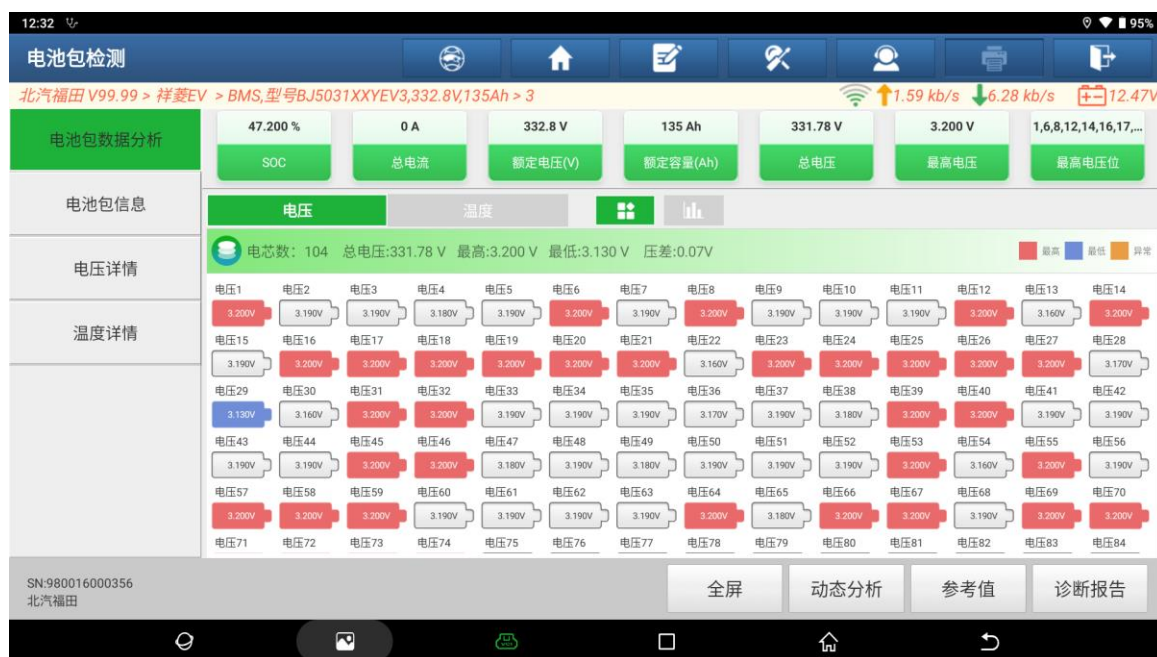 12:32 95%
电池包检测
北汽福田 V99.99 > 祥菱EV > BMS,型号BJ5031XXYEV3,332.8V,135Ah > 3 1.59 kb/s 6.28 kb/s 12.47V
电池包数据分析
电池包信息
电压详情
温度详情
47.200 % 0 A 332.8 V 135 Ah 331.78 V 3.200 V 1,6,8,12,14,16,17,...
SOC 总电流 额定电压(V) 额定容量(Ah) 总电压 最高电压 最高电压位
电压 温度
电芯数: 104 总电压:331.78 V 最高:3.200 V 最低:3.130 V 压差:0.07V 最高 最低 异常
电压1 电压2 电压3 电压4 电压5 电压6 电压7 电压8 电压9 电压10 电压11 电压12 电压13 电压14
3.200V 3.190V 3.190V 3.180V 3.190V 3.200V 3.190V 3.200V 3.190V 3.190V 3.190V 3.200V 3.160V 3.200V
电压15 电压16 电压17 电压18 电压19 电压20 电压21 电压22 电压23 电压24 电压25 电压26 电压27 电压28
3.190V 3.200V 3.200V 3.200V 3.200V 3.200V 3.200V 3.160V 3.200V 3.200V 3.200V 3.200V 3.200V 3.170V
电压29 电压30 电压31 电压32 电压33 电压34 电压35 电压36 电压37 电压38 电压39 电压40 电压41 电压42
3.130V 3.160V 3.200V 3.200V 3.190V 3.190V 3.190V 3.170V 3.190V 3.180V 3.200V 3.200V 3.190V 3.190V
电压43 电压44 电压45 电压46 电压47 电压48 电压49 电压50 电压51 电压52 电压53 电压54 电压55 电压56
3.190V 3.190V 3.200V 3.200V 3.180V 3.190V 3.180V 3.190V 3.190V 3.190V 3.200V 3.160V 3.200V 3.190V
电压57 电压58 电压59 电压60 电压61 电压62 电压63 电压64 电压65 电压66 电压67 电压68 电压69 电压70
3.200V 3.200V 3.200V 3.190V 3.190V 3.190V 3.190V 3.200V 3.180V 3.200V 3.200V 3.190V 3.200V 3.200V
电压71 电压72 电压73 电压74 电压75 电压76 电压77 电压78 电压79 电压80 电压81 电压82 电压83 电压84
SN:980016000356
北汽福田
全屏 动态分析 参考值 诊断报告